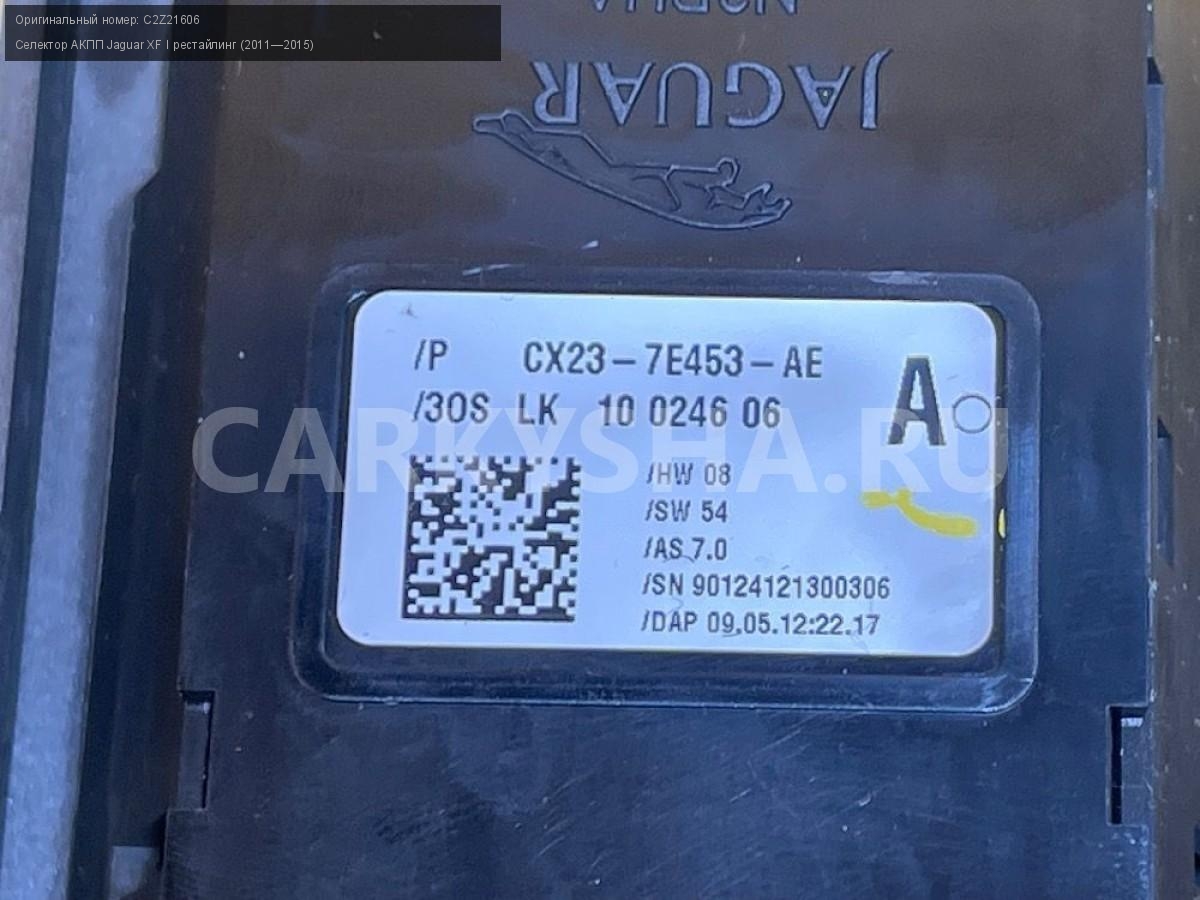 Оригинальный номер: C2Z21606
Селектор АКПП Jaguar XF I рестайлинг (2011—2015)
JAGUAR
/P CX23-7E453-AE
A
/3OS LK 10 0246 06
CARKYSHA.RU
/HW 08
/SW 54
/AS 7.0
/SN 90124121300306
/DAP 09.05.12:22.17